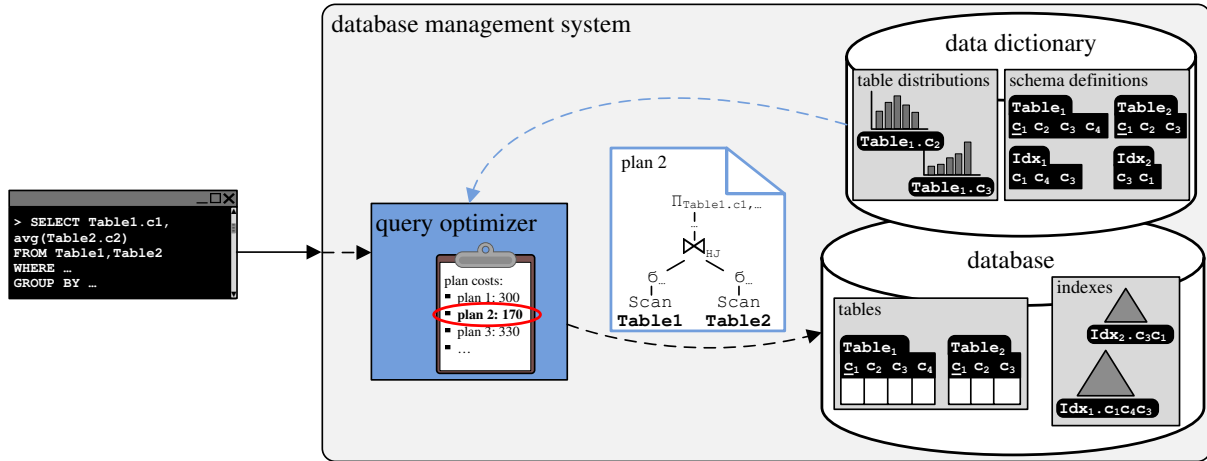 database management system
data dictionary
table distributions
Table₁.c₂
Table₁.c₃
schema definitions
Table₁
c₁ c₂ c₃ c₄
Table₂
c₁ c₂ c₃
Idx₁
c₁ c₄ c₃
Idx₂
c₃ c₁
> SELECT Table1.c1,
avg(Table2.c2)
FROM Table1,Table2
WHERE …
GROUP BY …
query optimizer
plan costs:
▪ plan 1: 300
▪ plan 2: 170
▪ plan 3: 330
▪ …
plan 2
Π Table1.c1,…
…
HJ
σ… σ…
Scan Scan
Table1 Table2
database
tables
Table₁
c₁ c₂ c₃ c₄
Table₂
c₁ c₂ c₃
indexes
Idx₂.c₃c₁
Idx₁.c₁c₄c₃